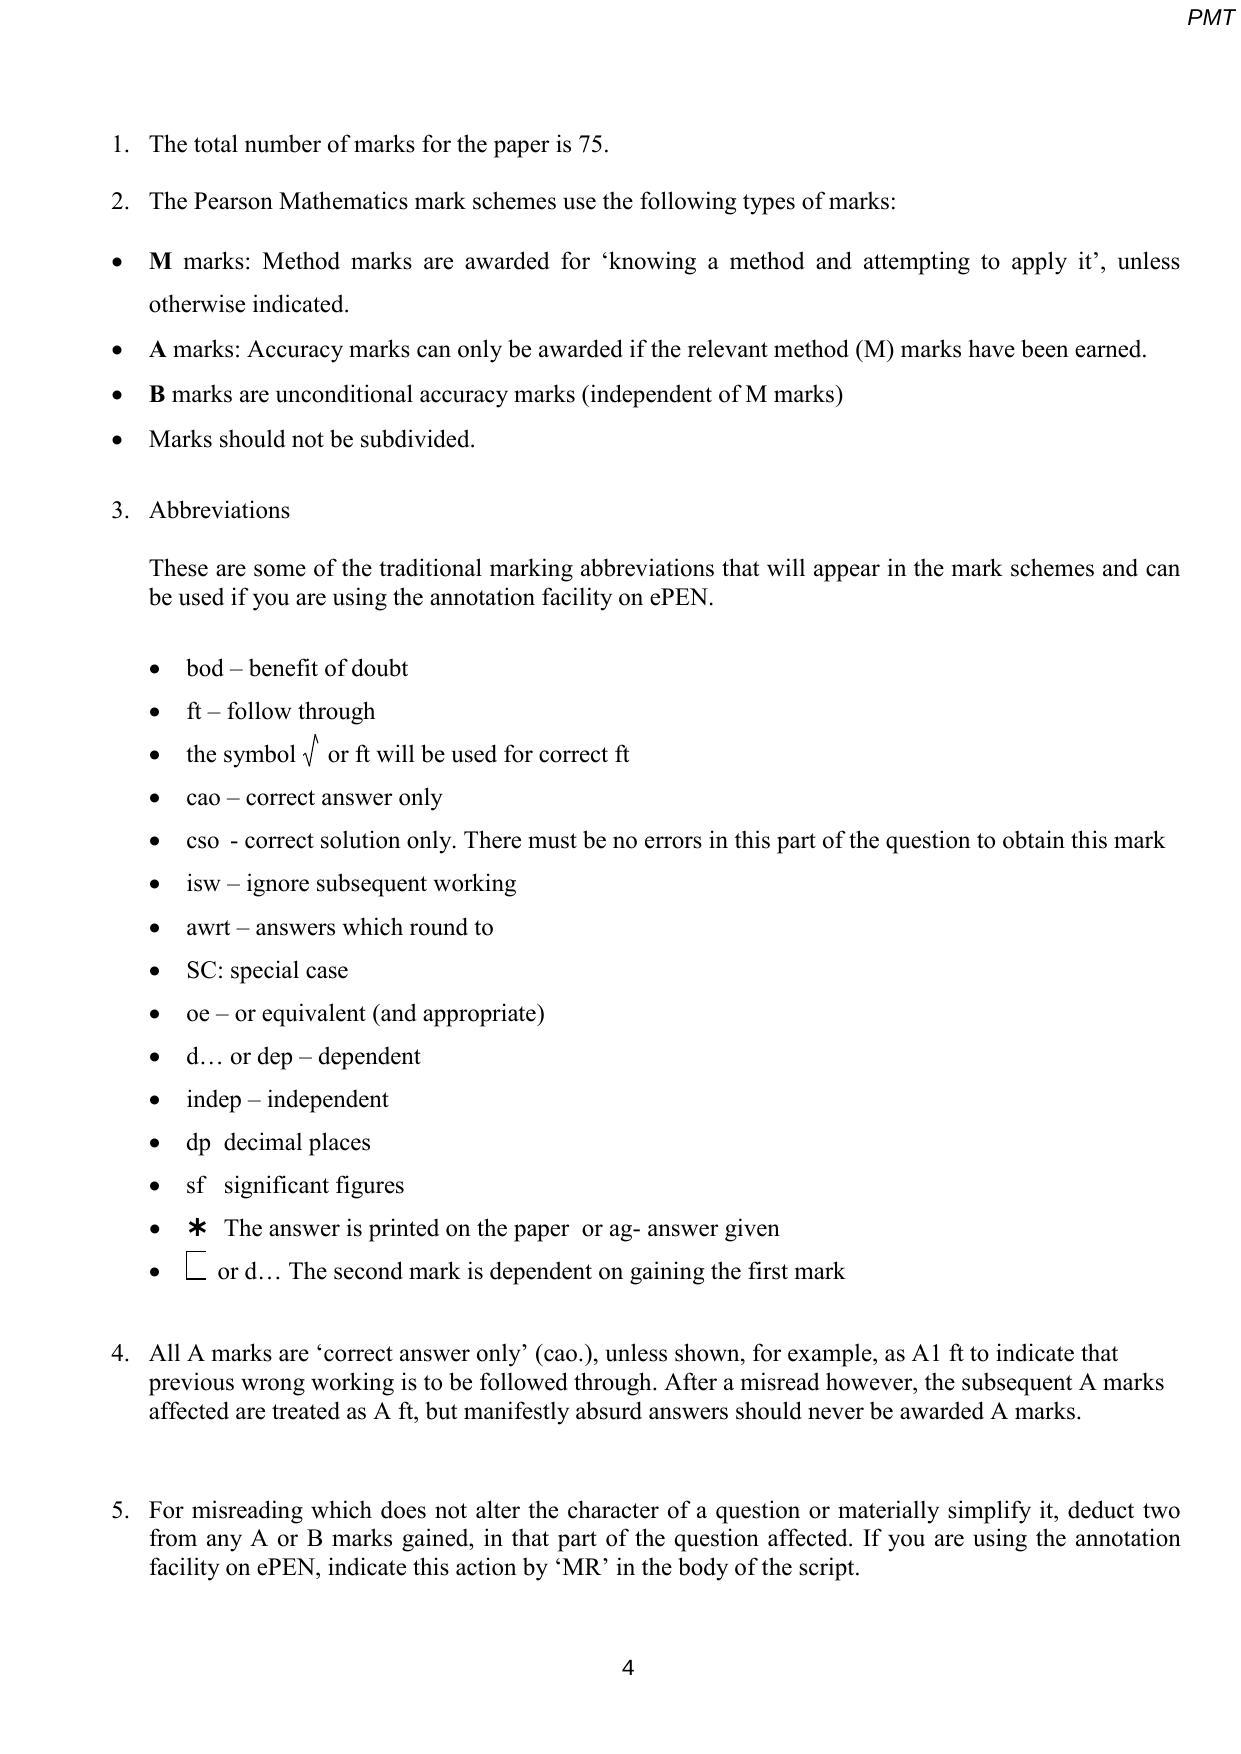 PMT
1. The total number of marks for the paper is 75.
2. The Pearson Mathematics mark schemes use the following types of marks:
• M marks: Method marks are awarded for ‘knowing a method and attempting to apply it’, unless
otherwise indicated.
• A marks: Accuracy marks can only be awarded if the relevant method (M) marks have been earned.
• B marks are unconditional accuracy marks (independent of M marks)
• Marks should not be subdivided.
3. Abbreviations
These are some of the traditional marking abbreviations that will appear in the mark schemes and can
be used if you are using the annotation facility on ePEN.
• bod – benefit of doubt
• ft – follow through
• the symbol √ or ft will be used for correct ft
• cao – correct answer only
• cso - correct solution only. There must be no errors in this part of the question to obtain this mark
• isw – ignore subsequent working
• awrt – answers which round to
• SC: special case
• oe – or equivalent (and appropriate)
• d… or dep – dependent
• indep – independent
• dp decimal places
• sf significant figures
• * The answer is printed on the paper or ag- answer given
• or d… The second mark is dependent on gaining the first mark
4. All A marks are ‘correct answer only’ (cao.), unless shown, for example, as A1 ft to indicate that
previous wrong working is to be followed through. After a misread however, the subsequent A marks
affected are treated as A ft, but manifestly absurd answers should never be awarded A marks.
5. For misreading which does not alter the character of a question or materially simplify it, deduct two
from any A or B marks gained, in that part of the question affected. If you are using the annotation
facility on ePEN, indicate this action by ‘MR’ in the body of the script.
4